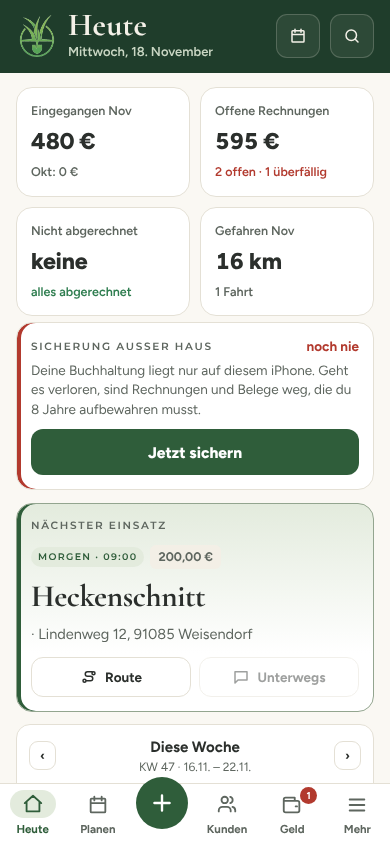 Heute
Mittwoch, 18. November
Eingegangen Nov
480 €
Okt: 0 €
Offene Rechnungen
595 €
2 offen · 1 überfällig
Nicht abgerechnet
keine
alles abgerechnet
Gefahren Nov
16 km
1 Fahrt
SICHERUNG AUSSER HAUS
noch nie
Deine Buchhaltung liegt nur auf diesem iPhone. Geht
es verloren, sind Rechnungen und Belege weg, die du
8 Jahre aufbewahren musst.
Jetzt sichern
NÄCHSTER EINSATZ
MORGEN · 09:00
200,00 €
Heckenschnitt
· Lindenweg 12, 91085 Weisendorf
Route
Unterwegs
‹
Diese Woche
›
KW 47 · 16.11. – 22.11.
Heute
Planen
+
Kunden
1
Geld
Mehr